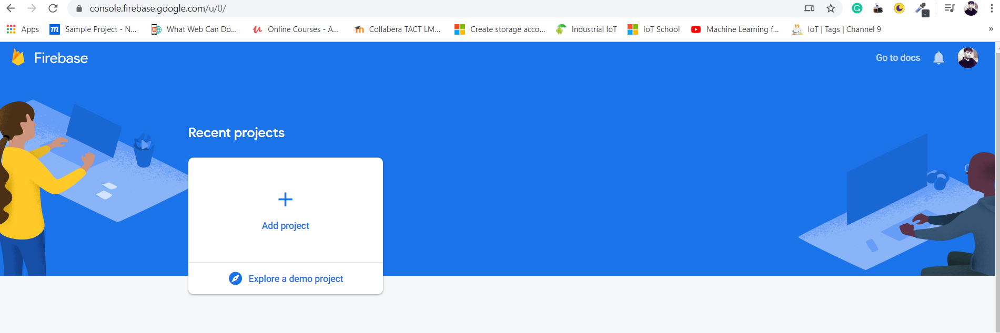 console.firebase.google.com/u/0/
Apps
m Sample Project - N...
What Web Can Do...
Online Courses - A...
Collabera TACT LM...
Create storage acco...
Industrial IoT
IoT School
Machine Learning f...
IoT | Tags | Channel 9
»
Firebase
Go to docs
Recent projects
Add project
Explore a demo project